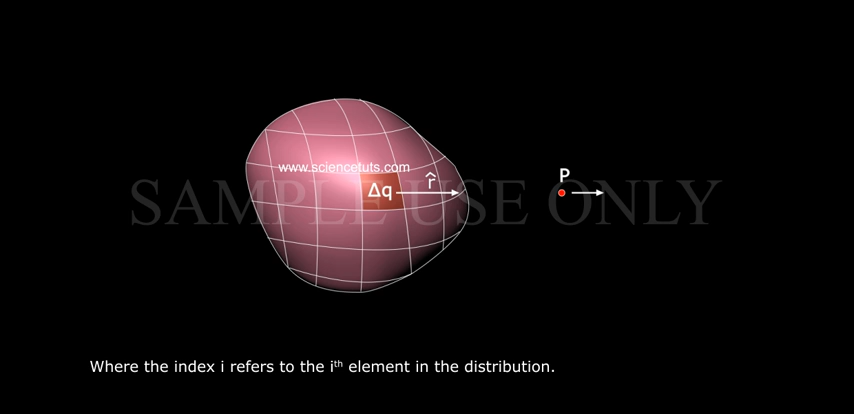 www.sciencetuts.com
P
Δq
r̂
SAMPLE USE ONLY
Where the index i refers to the iᵗʰ element in the distribution.